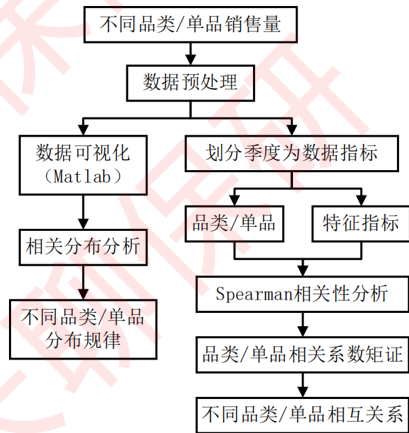 不同品类/单品销售量
数据预处理
数据可视化
（Matlab）
划分季度为数据指标
品类/单品
特征指标
相关分布分析
Spearman相关性分析
不同品类/单品
分布规律
品类/单品相关系数矩证
不同品类/单品相互关系